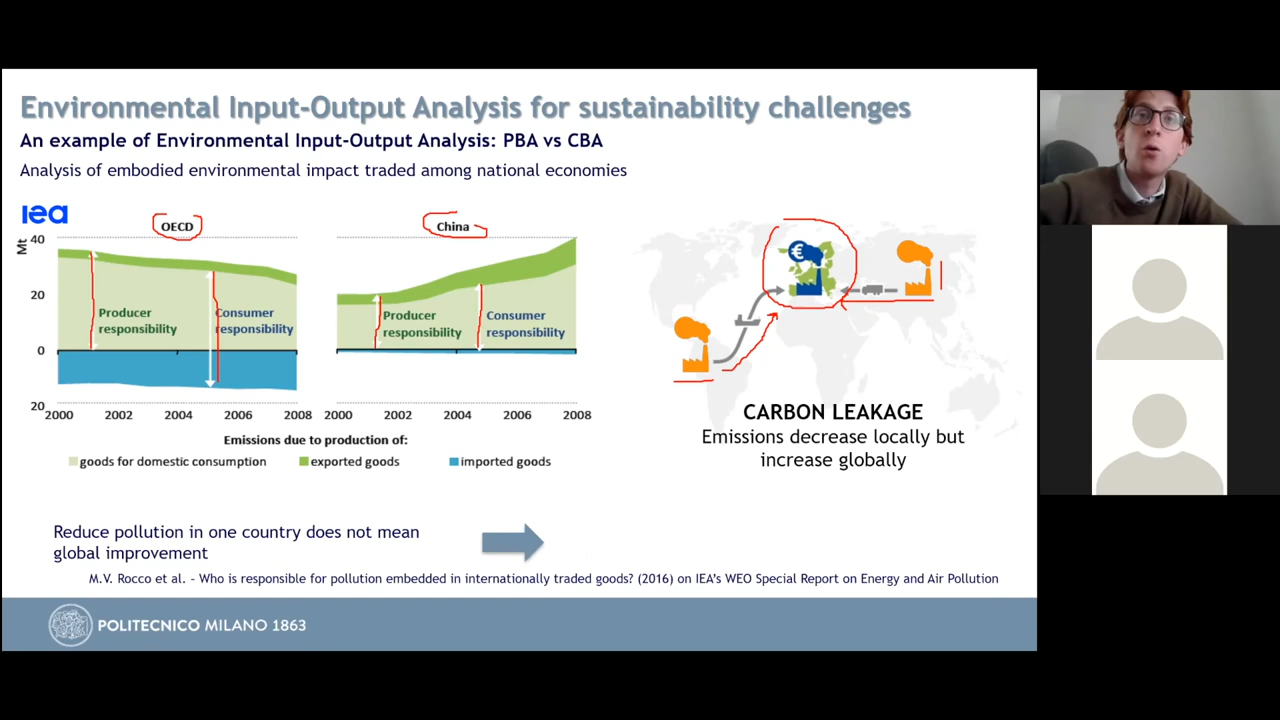 Environmental Input-Output Analysis for sustainability challenges
An example of Environmental Input-Output Analysis: PBA vs CBA
Analysis of embodied environmental impact traded among national economies
iea
OECD
China
Mt
40
20
0
20
Producer
responsibility
Consumer
responsibility
Producer
responsibility
Consumer
responsibility
2000 2002 2004 2006 2008
2000 2002 2004 2006 2008
Emissions due to production of:
goods for domestic consumption exported goods imported goods
€
CARBON LEAKAGE
Emissions decrease locally but
increase globally
Reduce pollution in one country does not mean
global improvement
M.V. Rocco et al. - Who is responsible for pollution embedded in internationally traded goods? (2016) on IEA's WEO Special Report on Energy and Air Pollution
POLITECNICO MILANO 1863